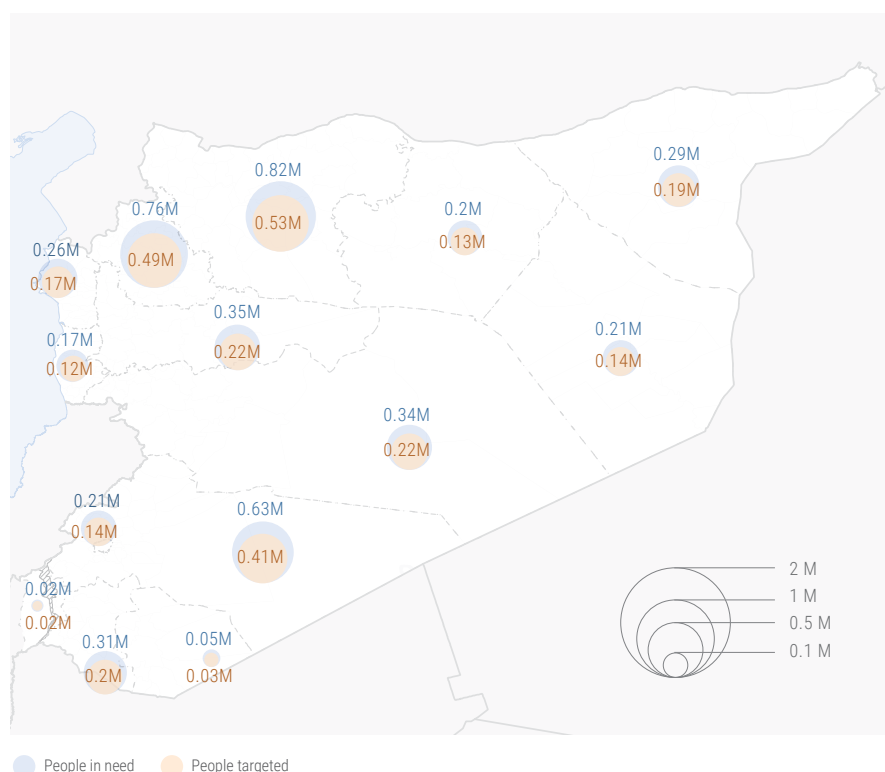 0.29M
0.19M
0.82M
0.53M
0.76M
0.49M
0.2M
0.13M
0.26M
0.17M
0.35M
0.22M
0.21M
0.14M
0.17M
0.12M
0.34M
0.22M
0.21M
0.14M
0.63M
0.41M
0.02M
0.02M
0.31M
0.2M
0.05M
0.03M
2 M
1 M
0.5 M
0.1 M
People in need People targeted